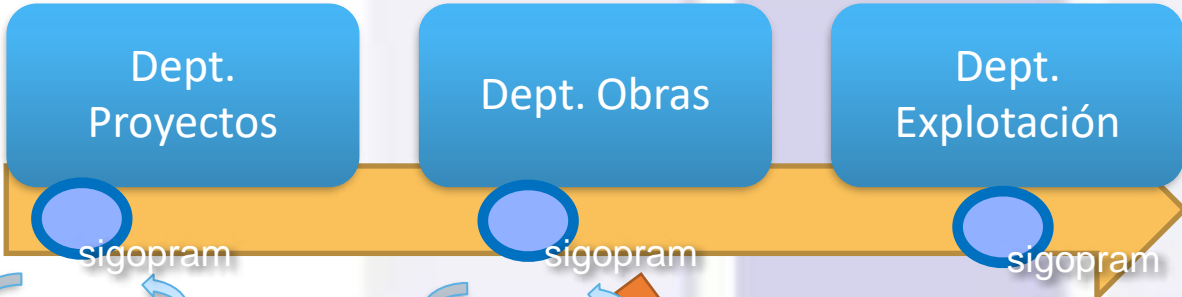 Dept.
Proyectos
Dept. Obras
Dept.
Explotación
sigopram
sigopram
sigopram